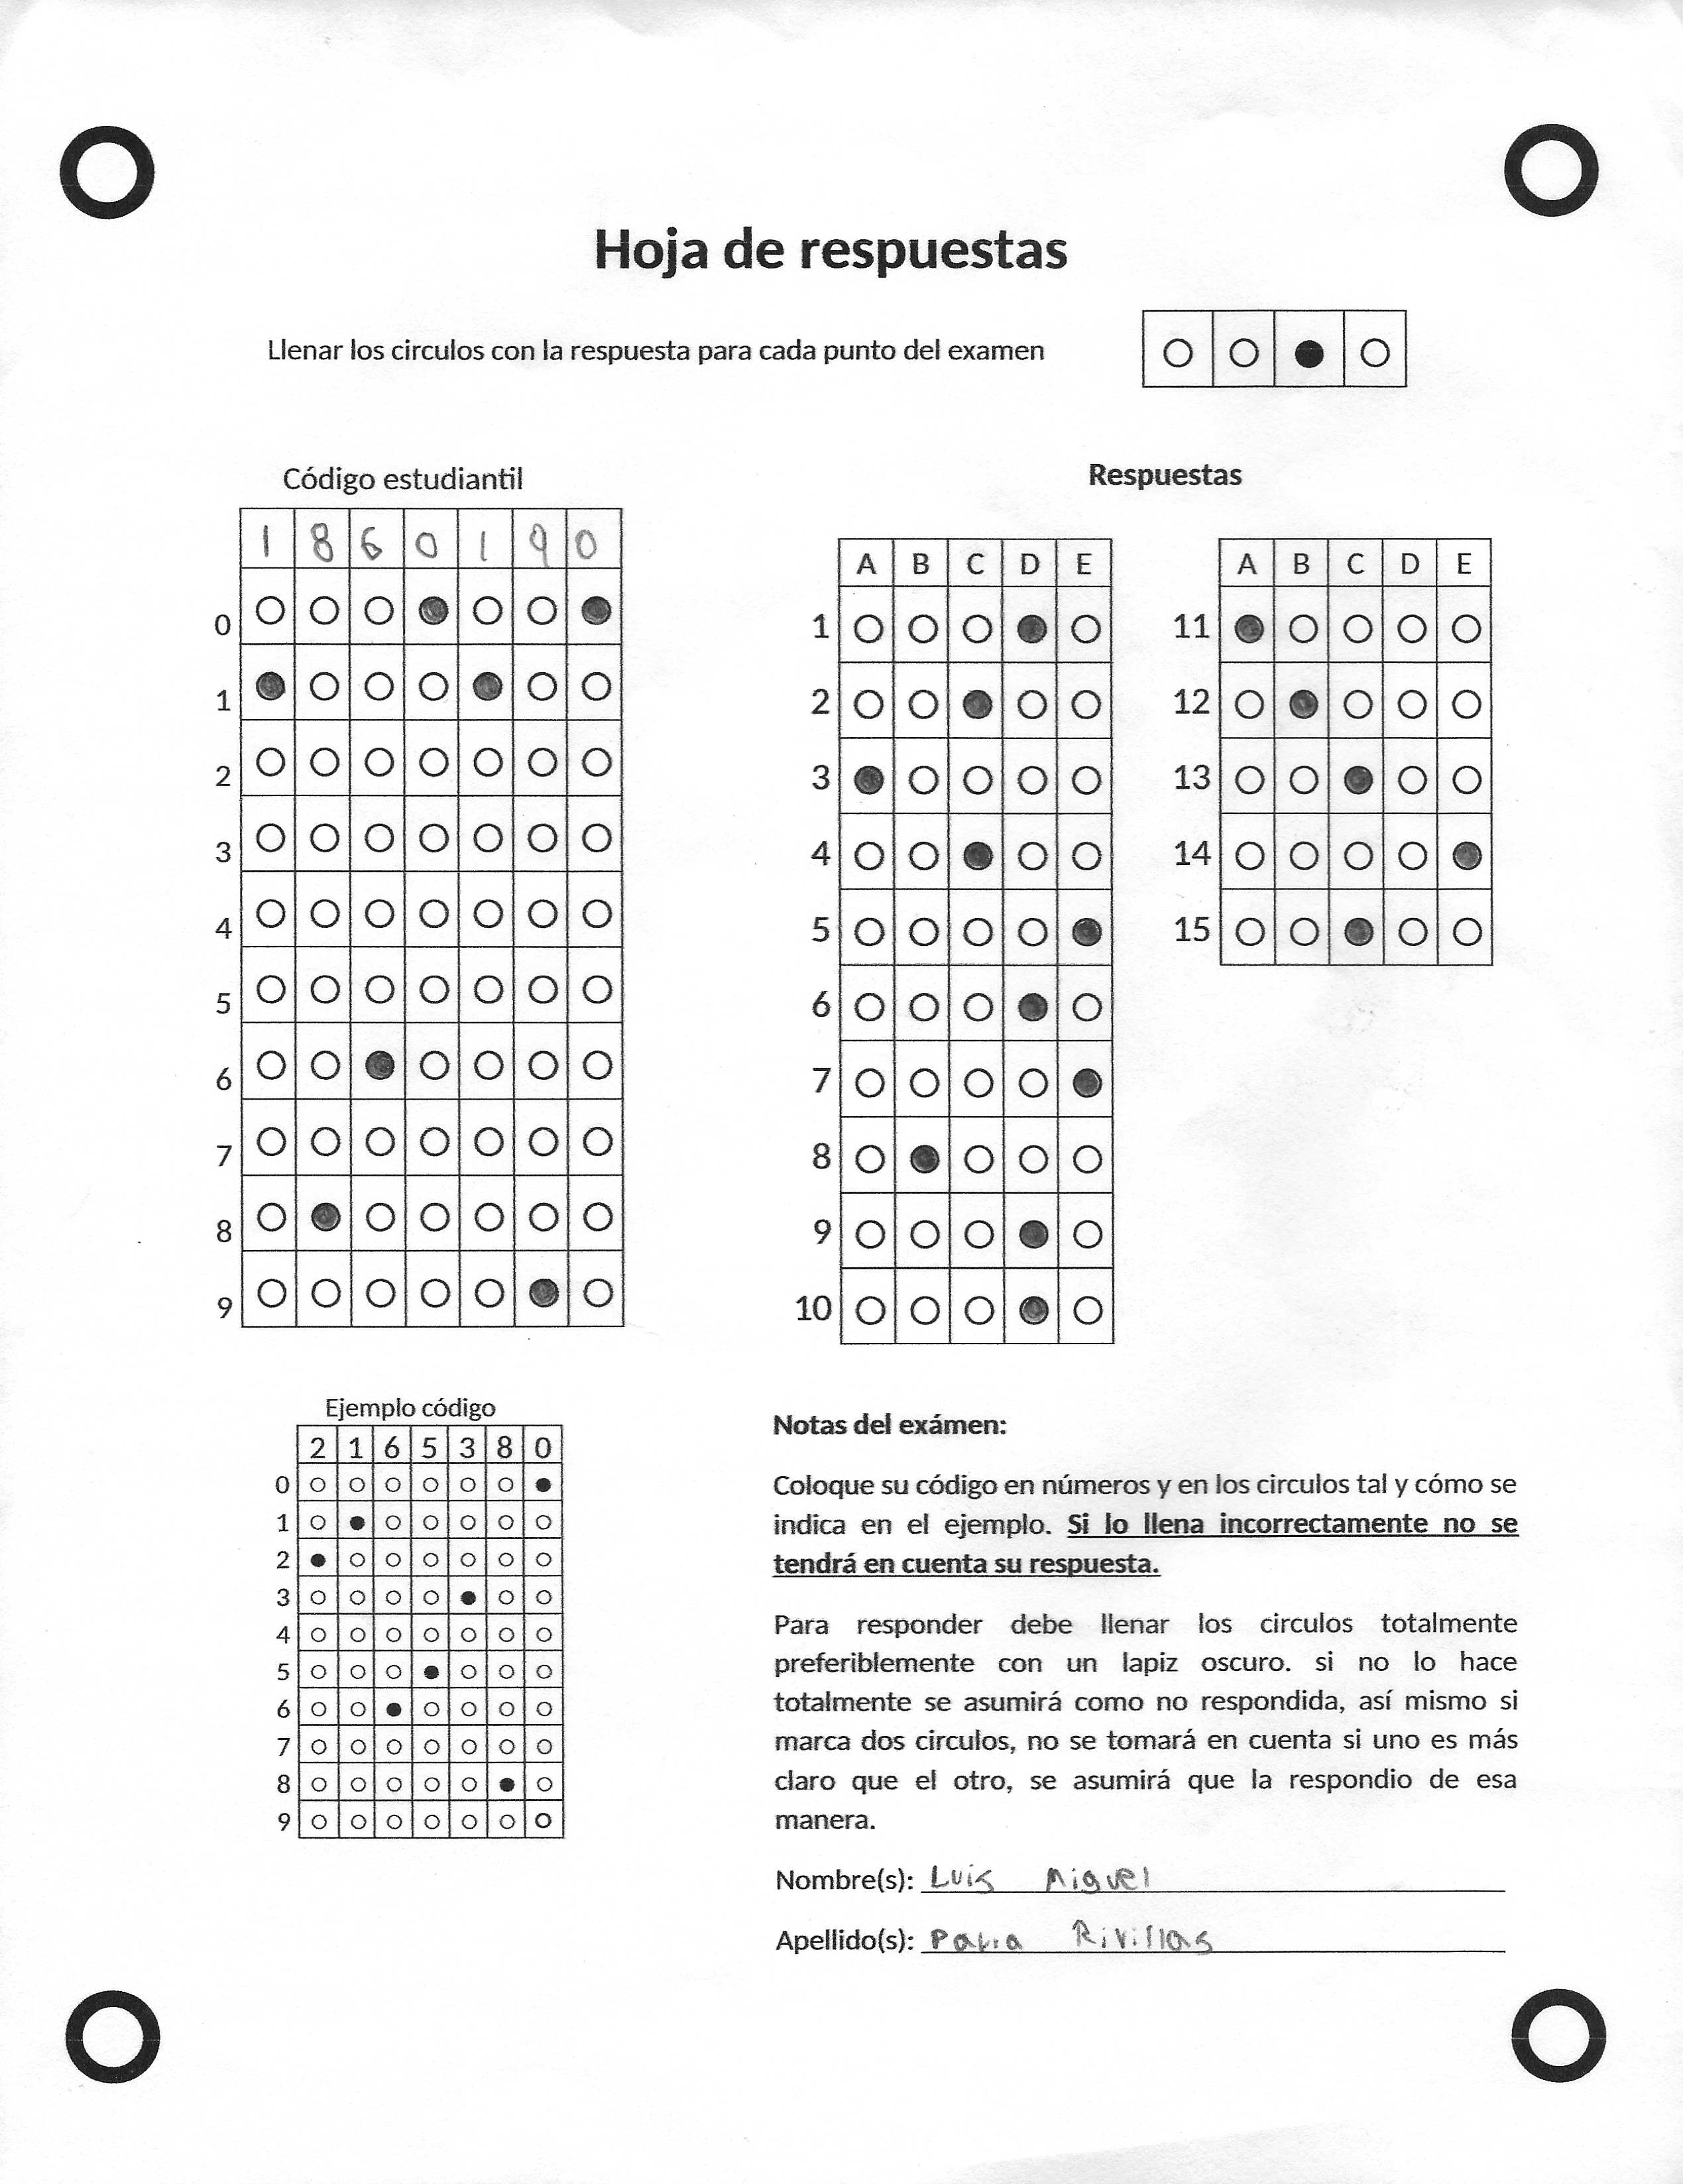 Hoja de respuestas
Llenar los circulos con la respuesta para cada punto del examen
Código estudiantil
1 8 6 0 1 9 0
0
1
2
3
4
5
6
7
8
9
Respuestas
A B C D E
1
2
3
4
5
6
7
8
9
10
A B C D E
11
12
13
14
15
Ejemplo código
2 1 6 5 3 8 0
0
1
2
3
4
5
6
7
8
9
Notas del exámen:
Coloque su código en números y en los circulos tal y cómo se
indica en el ejemplo. Si lo llena incorrectamente no se
tendrá en cuenta su respuesta.
Para responder debe llenar los circulos totalmente
preferiblemente con un lapiz oscuro. si no lo hace
totalmente se asumirá como no respondida, así mismo si
marca dos circulos, no se tomará en cuenta si uno es más
claro que el otro, se asumirá que la respondio de esa
manera.
Nombre(s): Luis Miguel
Apellido(s): Rivillas